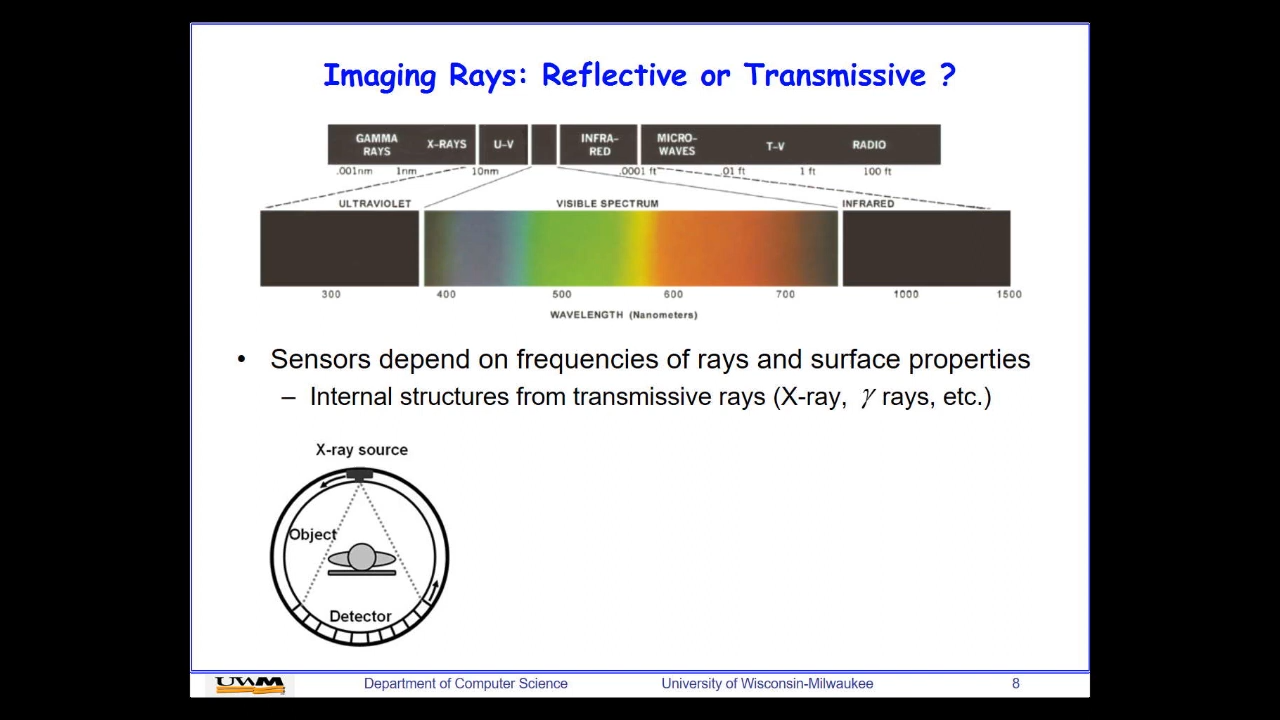 Imaging Rays: Reflective or Transmissive ?
GAMMA RAYS X-RAYS U-V INFRA-RED MICRO-WAVES T-V RADIO
.001nm 1nm 10nm .0001 ft .01 ft 1 ft 100 ft
ULTRAVIOLET VISIBLE SPECTRUM INFRARED
300 400 500 600 700 1000 1500
WAVELENGTH (Nanometers)
• Sensors depend on frequencies of rays and surface properties
– Internal structures from transmissive rays (X-ray, γ rays, etc.)
X-ray source
Object
Detector
UWM Department of Computer Science University of Wisconsin-Milwaukee 8